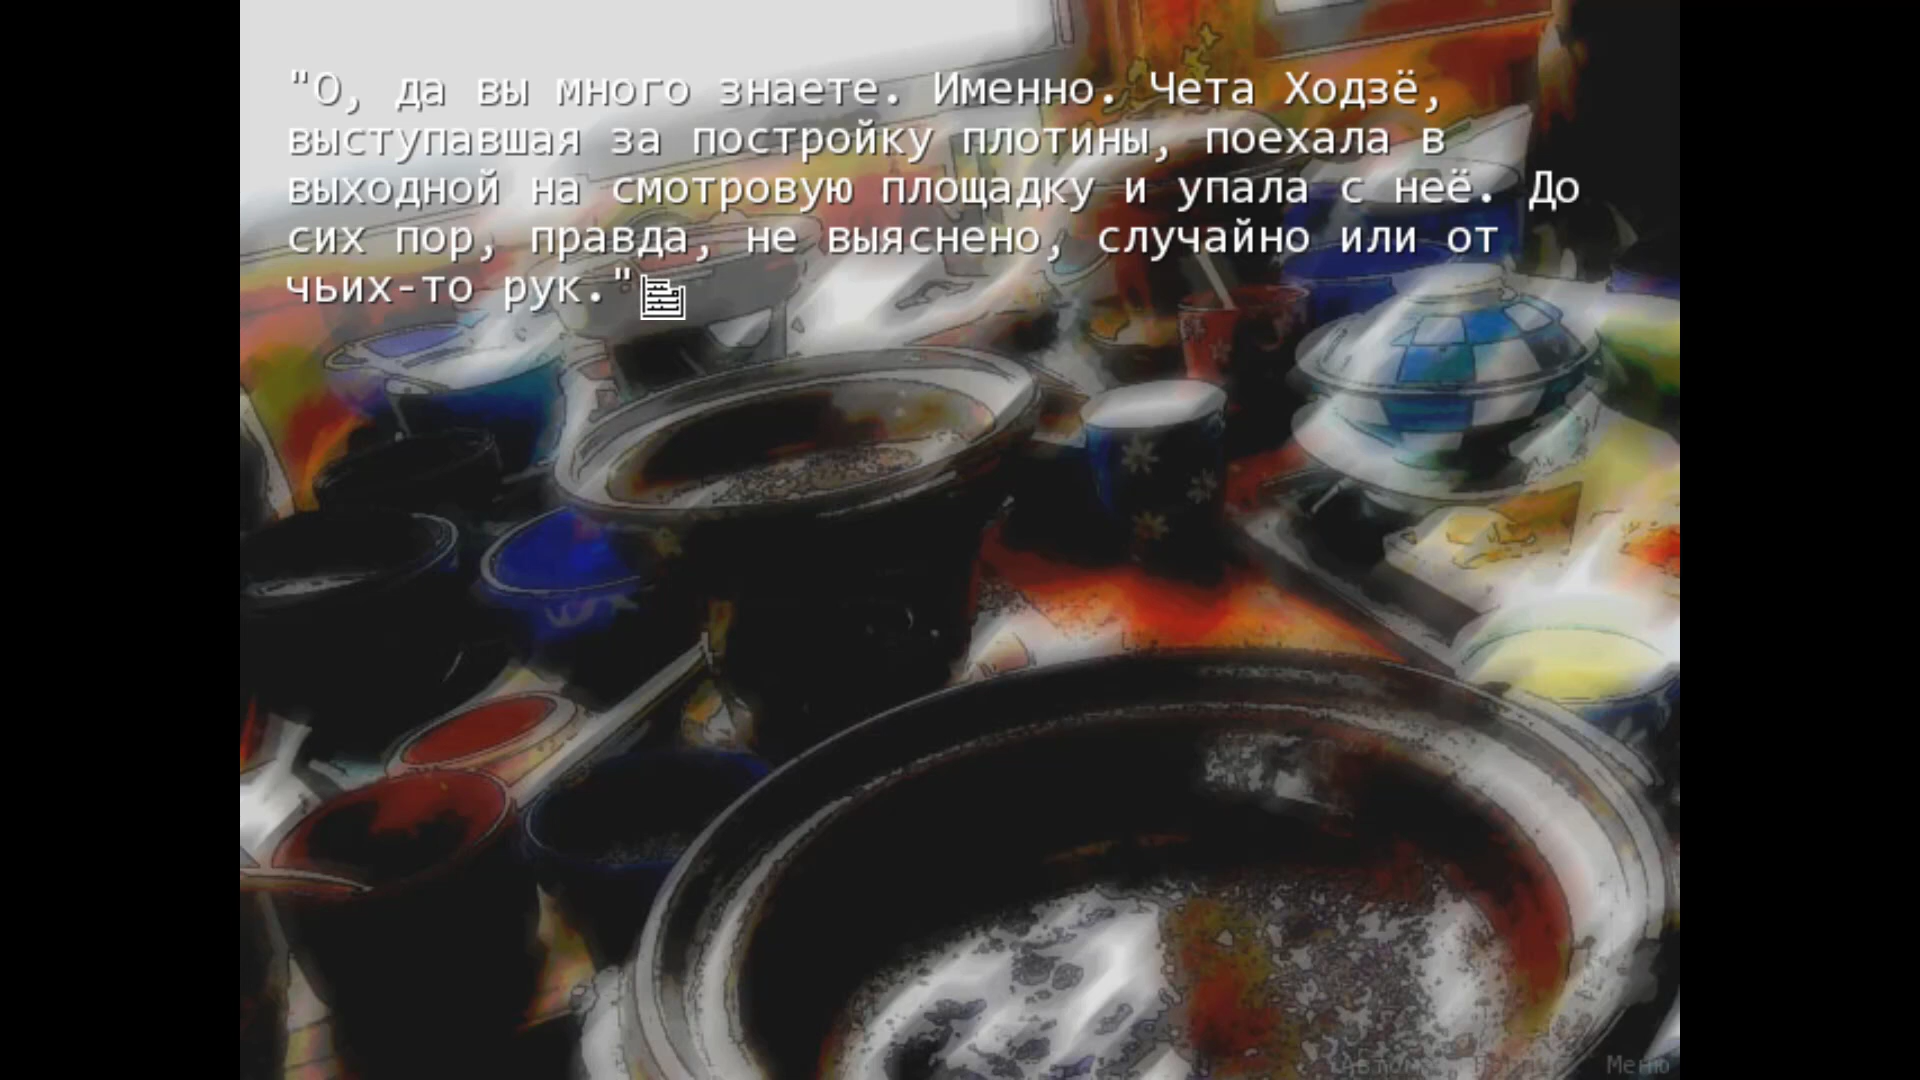 "О, да вы много знаете. Именно. Чета Ходзё,
выступавшая за постройку плотины, поехала в
выходной на смотровую площадку и упала с неё. До
сих пор, правда, не выяснено, случайно или от
чьих-то рук."
Меню